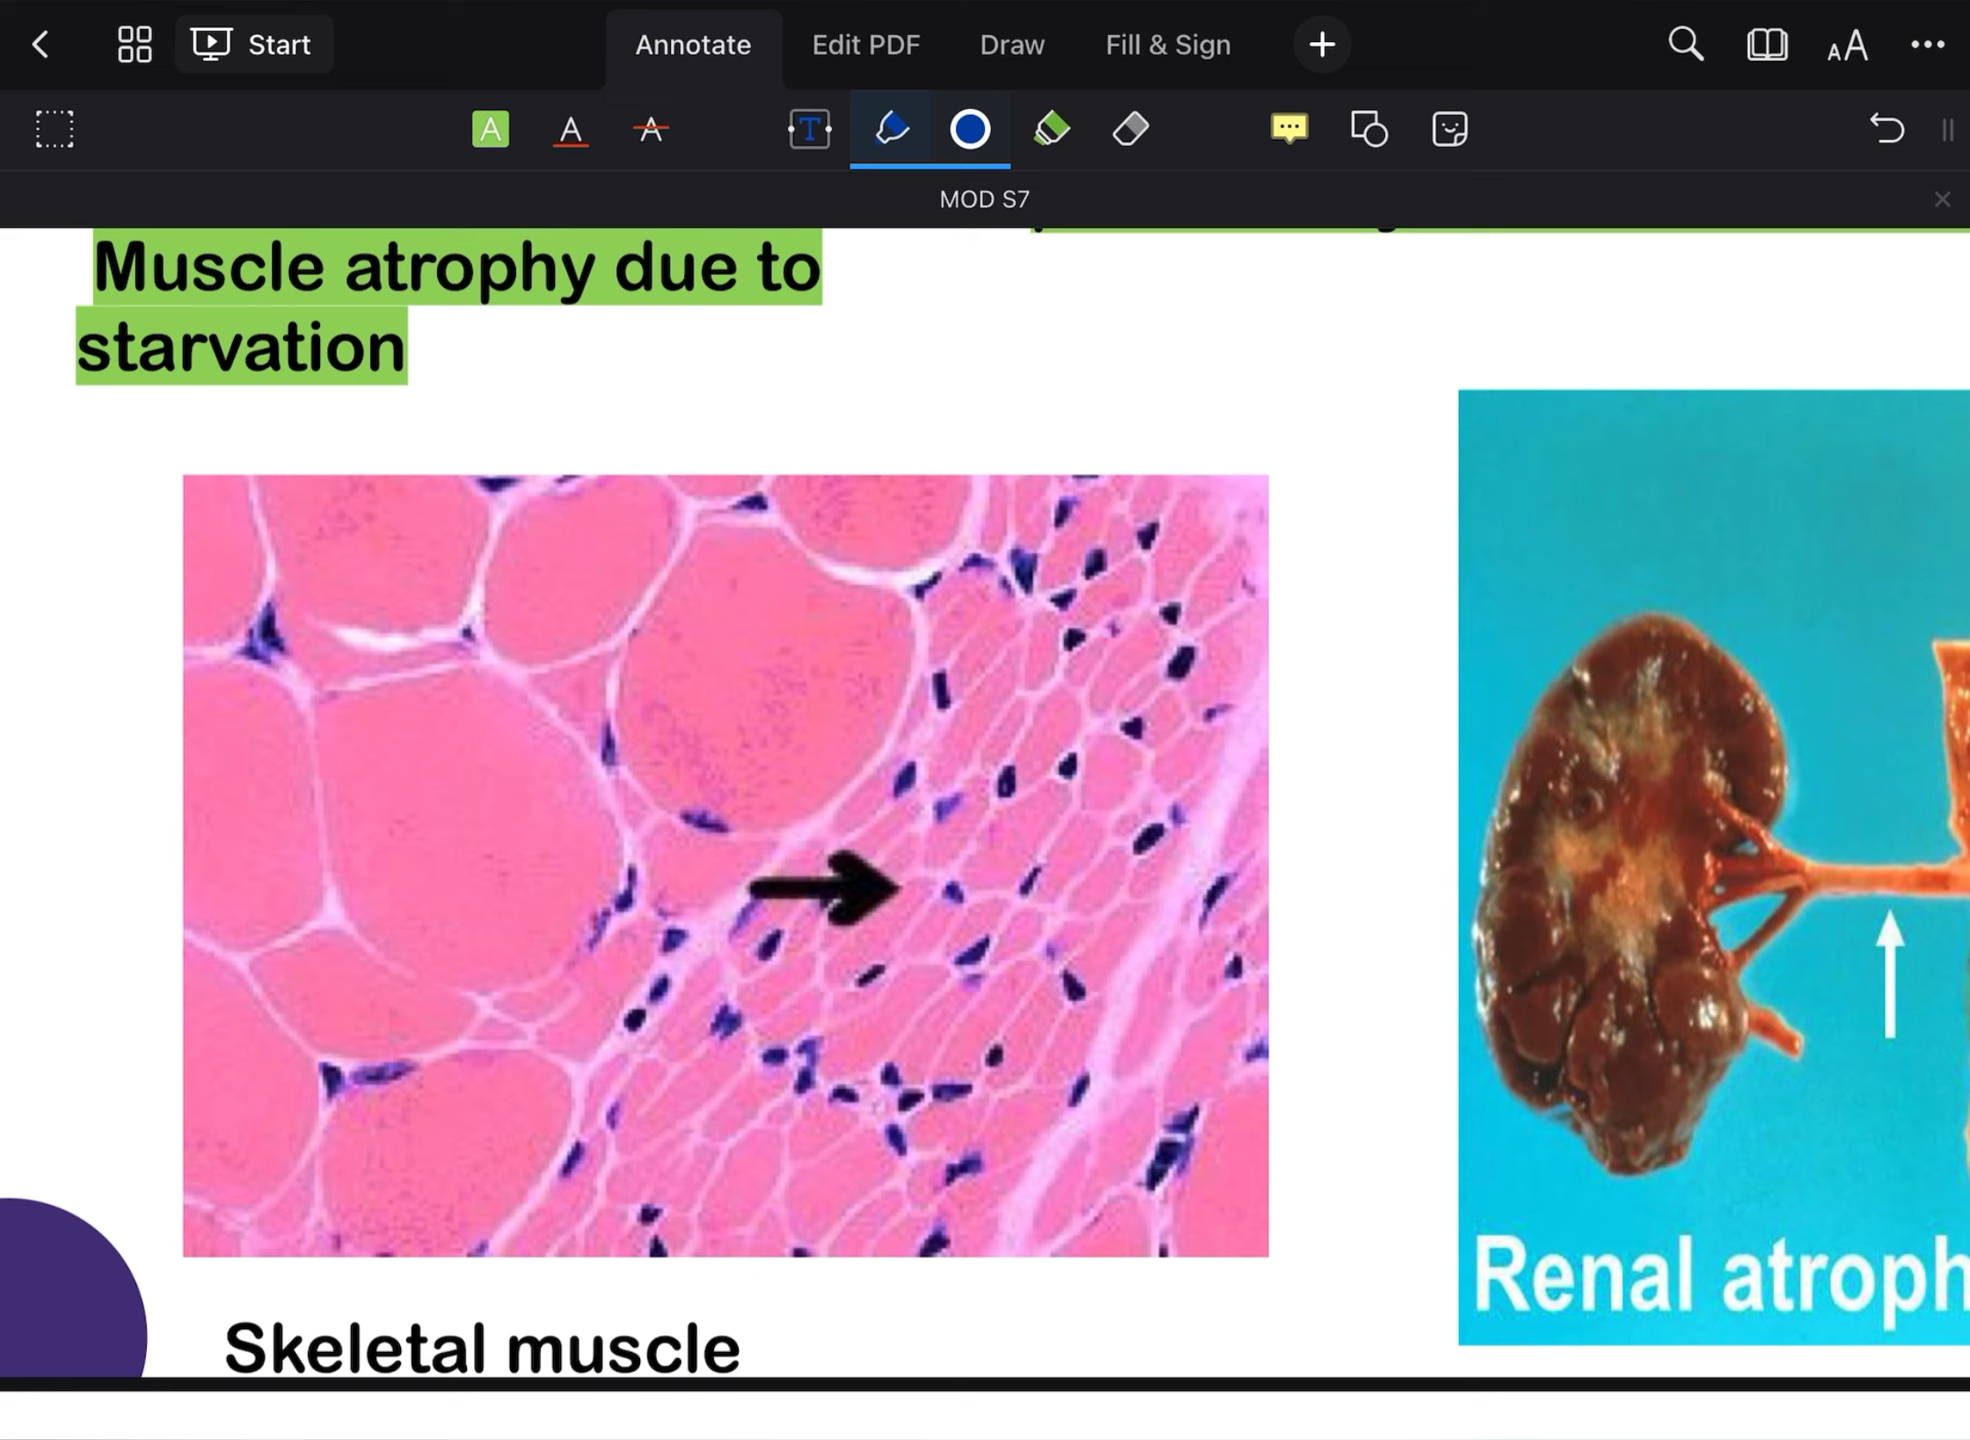 Start
Annotate
Edit PDF
Draw
Fill & Sign
MOD S7
Muscle atrophy due to
starvation
Renal atroph
Skeletal muscle